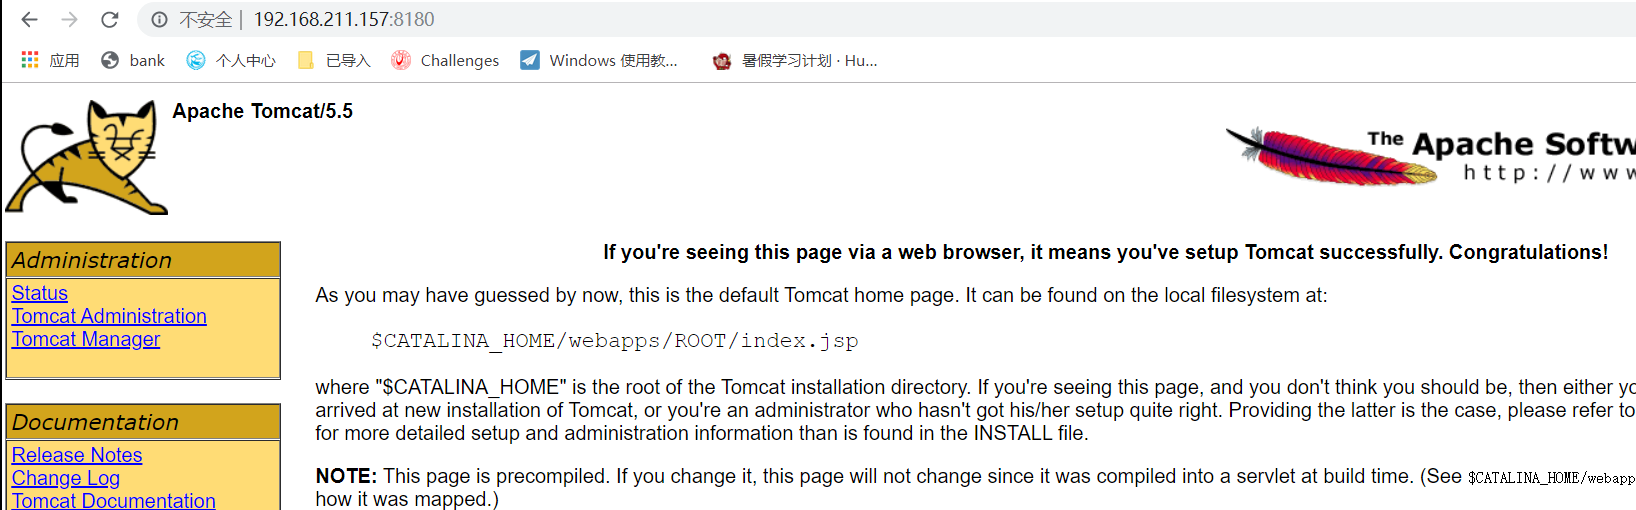 不安全 | 192.168.211.157:8180
应用 bank 个人中心 已导入 Challenges Windows 使用教... 暑假学习计划 · Hu...
Apache Tomcat/5.5
The Apache Softw
http://www
Administration
Status
Tomcat Administration
Tomcat Manager
Documentation
Release Notes
Change Log
Tomcat Documentation
If you're seeing this page via a web browser, it means you've setup Tomcat successfully. Congratulations!
As you may have guessed by now, this is the default Tomcat home page. It can be found on the local filesystem at:
$CATALINA_HOME/webapps/ROOT/index.jsp
where "$CATALINA_HOME" is the root of the Tomcat installation directory. If you're seeing this page, and you don't think you should be, then either yo
arrived at new installation of Tomcat, or you're an administrator who hasn't got his/her setup quite right. Providing the latter is the case, please refer to
for more detailed setup and administration information than is found in the INSTALL file.
NOTE: This page is precompiled. If you change it, this page will not change since it was compiled into a servlet at build time. (See $CATALINA_HOME/webapp
how it was mapped.)